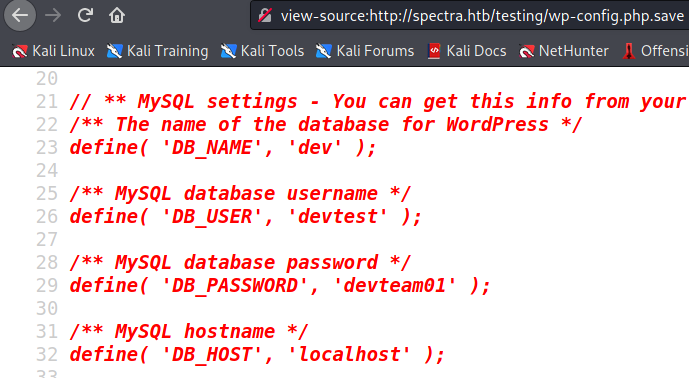 view-source:http://spectra.htb/testing/wp-config.php.save
Kali Linux Kali Training Kali Tools Kali Forums Kali Docs NetHunter Offensi
20
21 // ** MySQL settings - You can get this info from your
22 /** The name of the database for WordPress */
23 define( 'DB_NAME', 'dev' );
24
25 /** MySQL database username */
26 define( 'DB_USER', 'devtest' );
27
28 /** MySQL database password */
29 define( 'DB_PASSWORD', 'devteam01' );
30
31 /** MySQL hostname */
32 define( 'DB_HOST', 'localhost' );
33